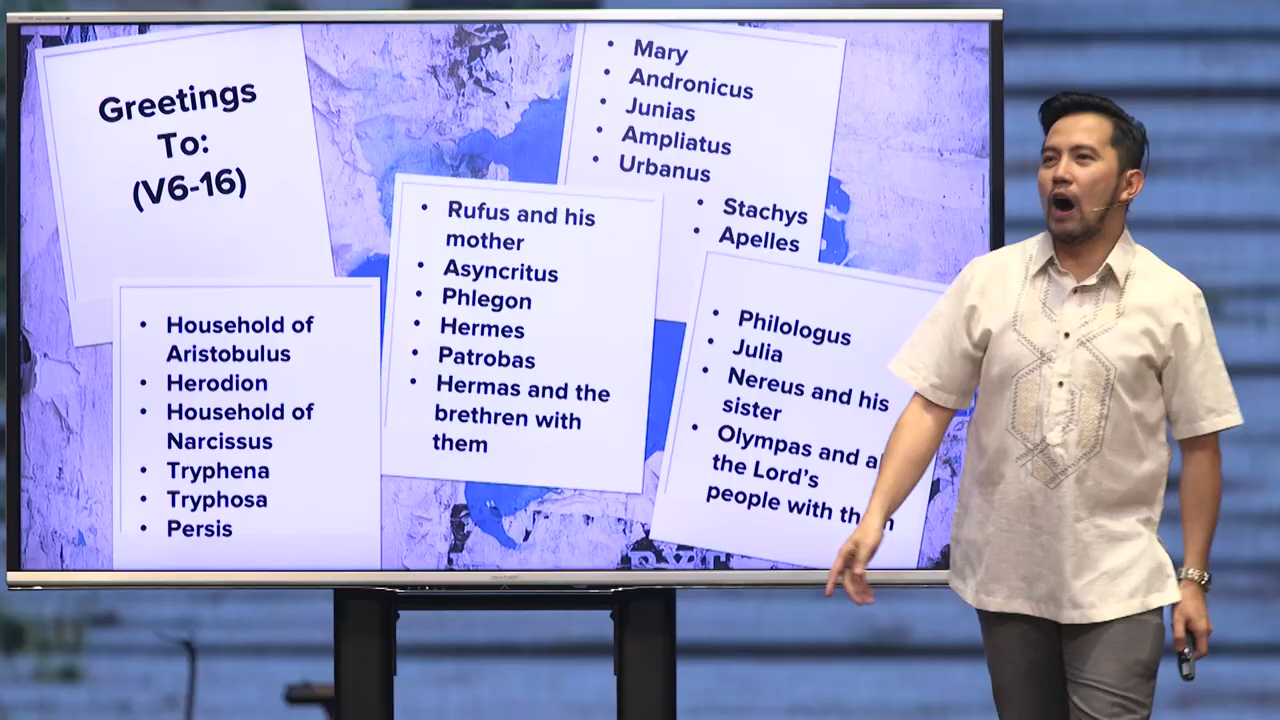 Greetings
To:
(V6-16)
• Mary
• Andronicus
• Junias
• Ampliatus
• Urbanus
• Stachys
• Apelles
• Household of
Aristobulus
• Herodion
• Household of
Narcissus
• Tryphena
• Tryphosa
• Persis
• Rufus and his
mother
• Asyncritus
• Phlegon
• Hermes
• Patrobas
• Hermas and the
brethren with
them
• Philologus
• Julia
• Nereus and his
sister
• Olympas and
the Lord's
people with